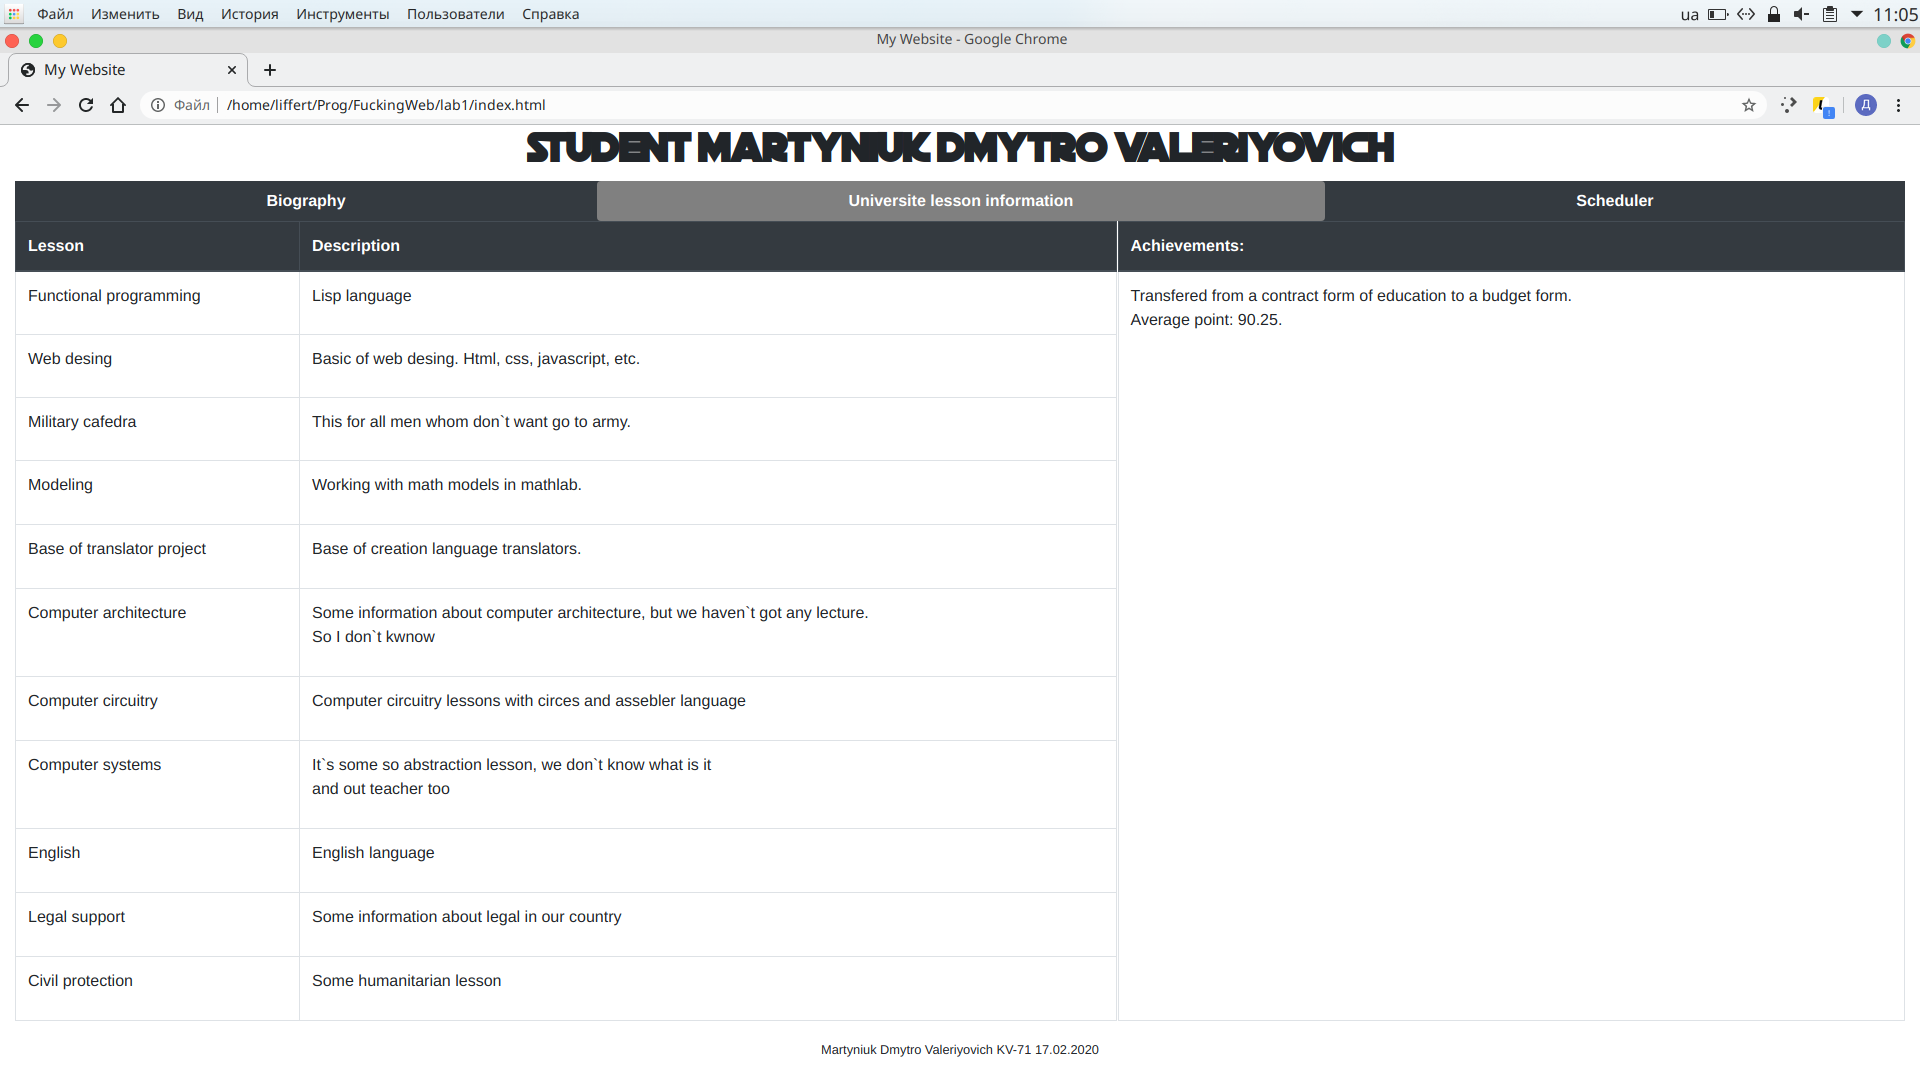 Файл Изменить Вид История Инструменты Пользователи Справка ua 11:05
My Website - Google Chrome
My Website
Файл /home/liffert/Prog/FuckingWeb/lab1/index.html Д
STUDENT MARTYNIUK DMYTRO VALERIYOVICH
Biography Universite lesson information Scheduler
Lesson Description Achievements:
Functional programming Lisp language Transfered from a contract form of education to a budget form.
Average point: 90.25.
Web desing Basic of web desing. Html, css, javascript, etc.
Military cafedra This for all men whom don`t want go to army.
Modeling Working with math models in mathlab.
Base of translator project Base of creation language translators.
Computer architecture Some information about computer architecture, but we haven`t got any lecture.
So I don`t kwnow
Computer circuitry Computer circuitry lessons with circes and assebler language
Computer systems It`s some so abstraction lesson, we don`t know what is it
and out teacher too
English English language
Legal support Some information about legal in our country
Civil protection Some humanitarian lesson
Martyniuk Dmytro Valeriyovich KV-71 17.02.2020